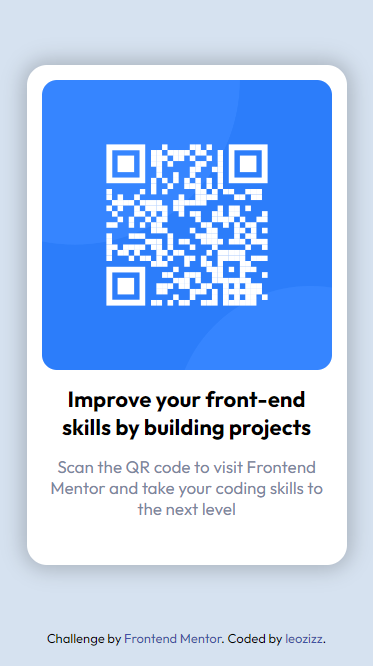 Improve your front-end
skills by building projects
Scan the QR code to visit Frontend
Mentor and take your coding skills to
the next level
Challenge by Frontend Mentor. Coded by leozizz.